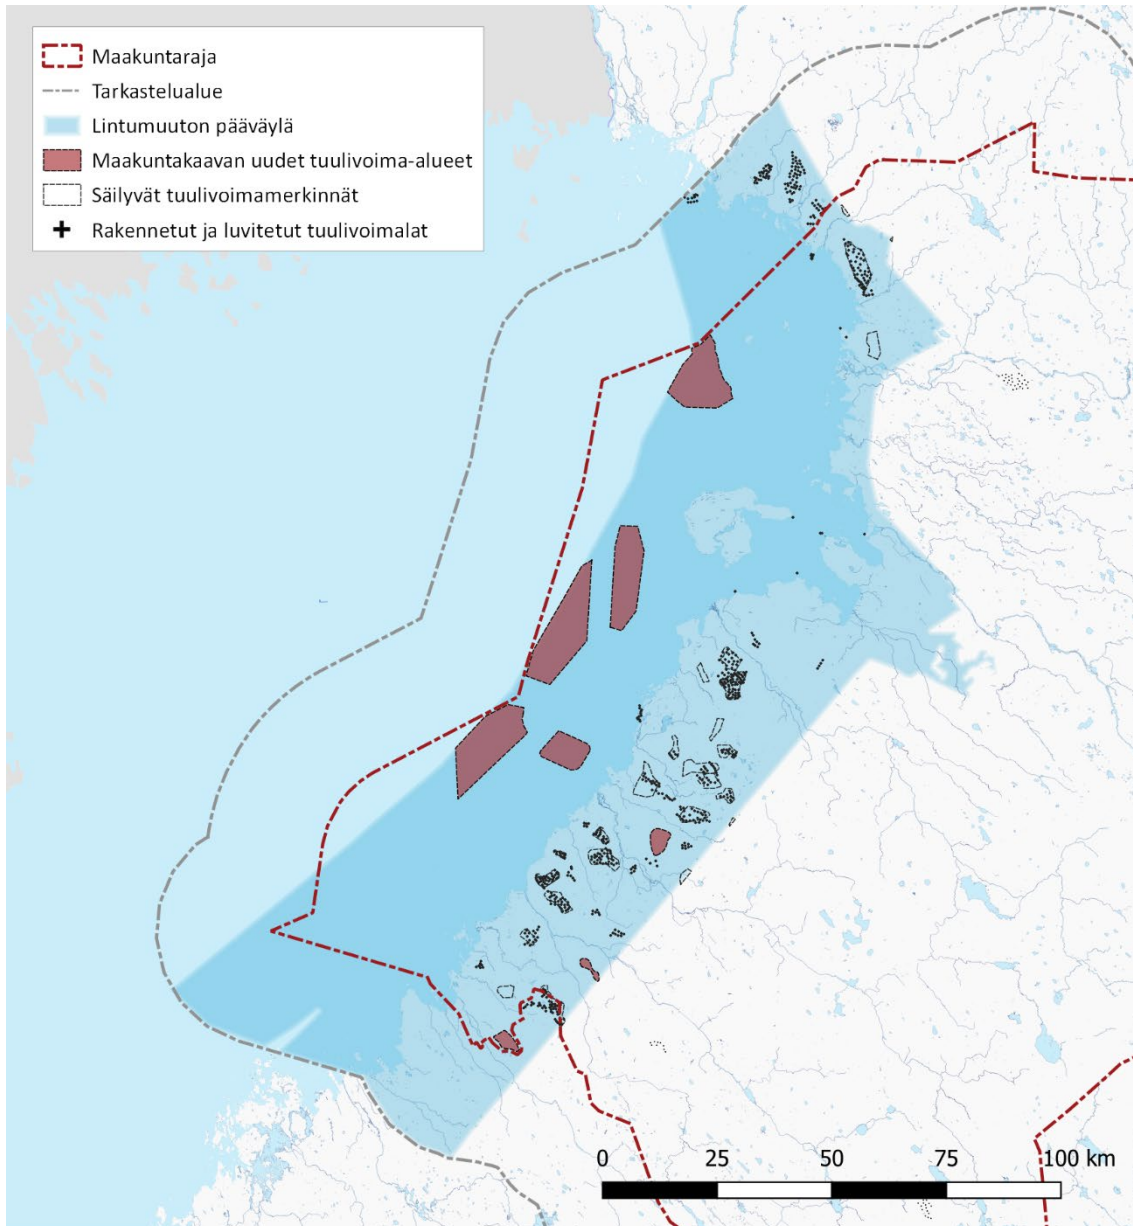 Maakuntaraja
Tarkastelualue
Lintumuuton pääväylä
Maakuntakaavan uudet tuulivoima-alueet
Säilyvät tuulivoimamerkinnät
Rakennetut ja luvitetut tuulivoimalat
0 25 50 75 100 km